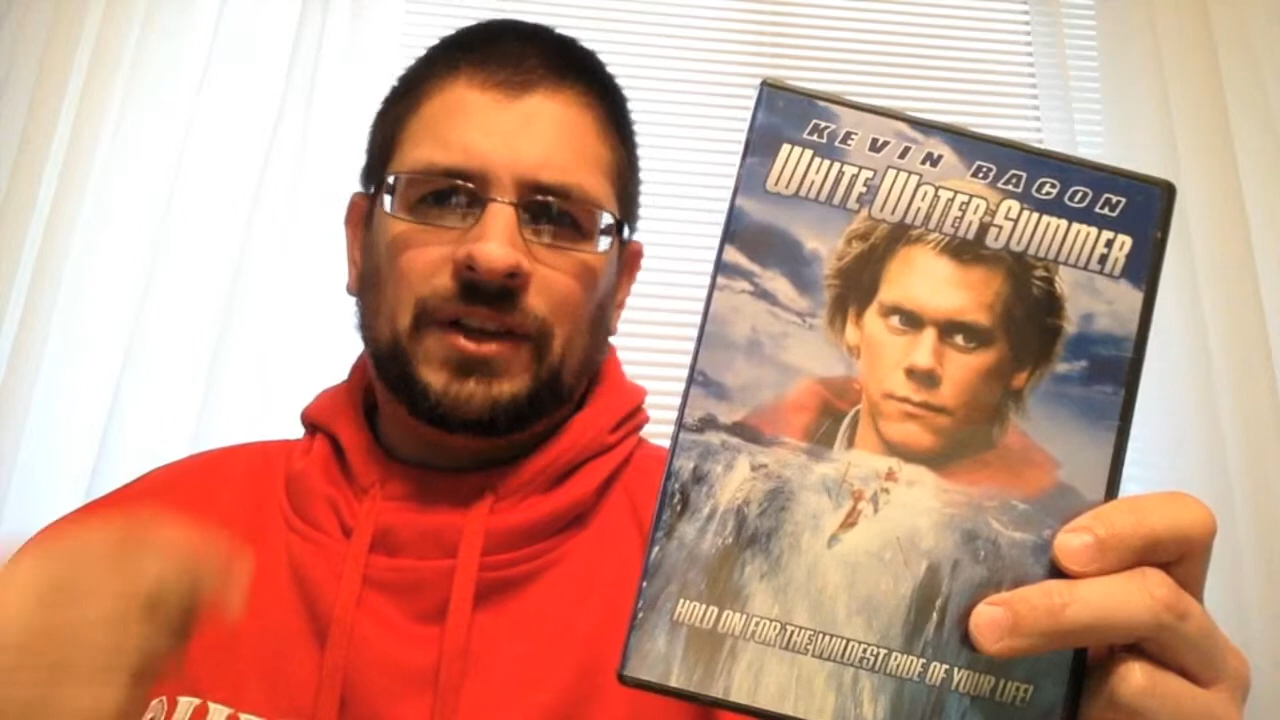 KEVIN BACON
WHITE WATER SUMMER
HOLD ON FOR THE WILDEST RIDE OF YOUR LIFE!